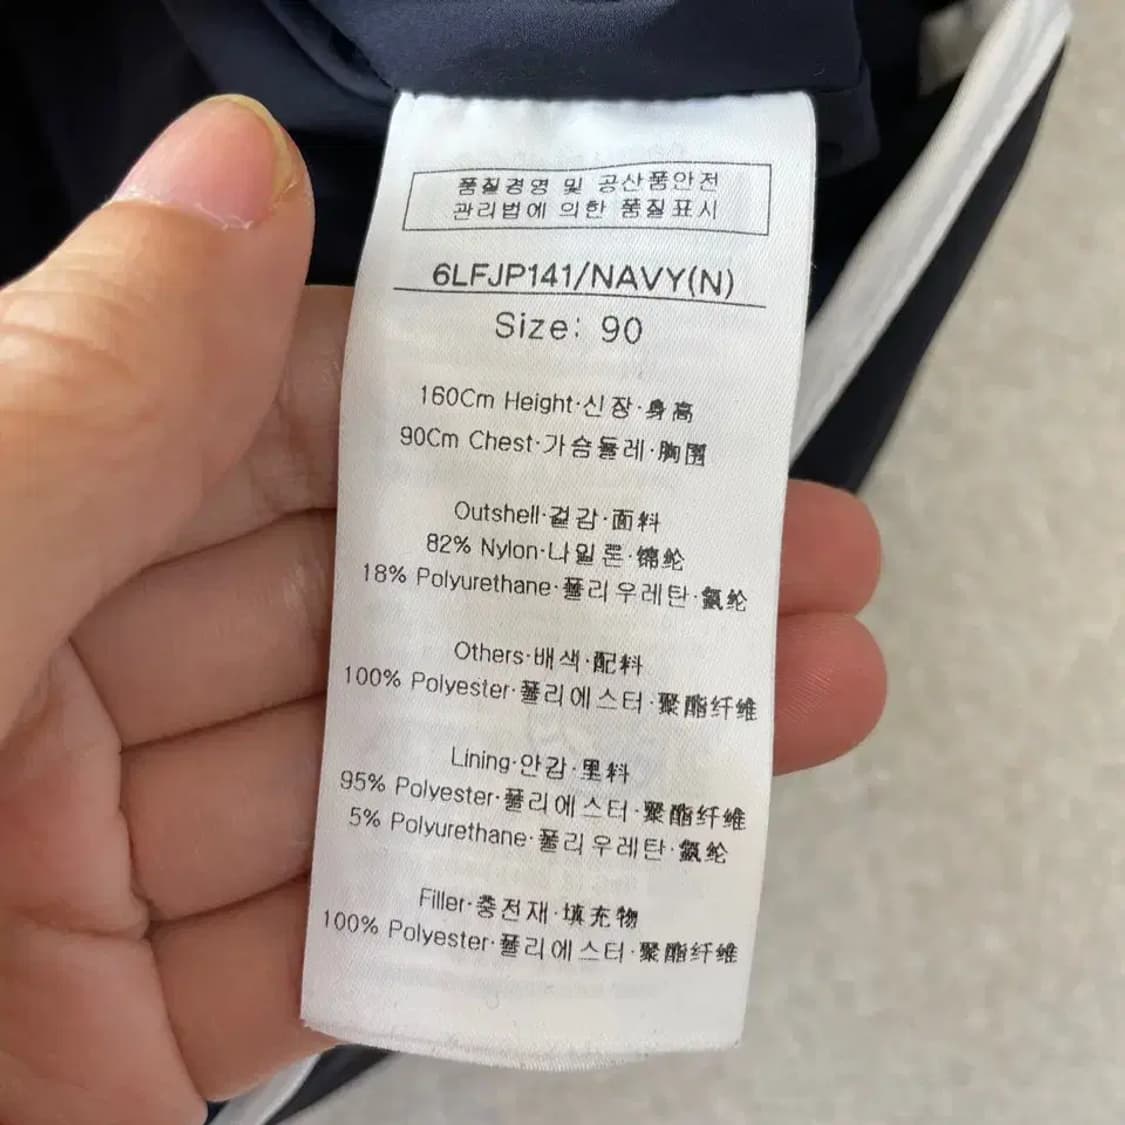 품질경영 및 공산품안전
관리법에 의한 품질표시
6LFJP141/NAVY(N)
Size: 90
160Cm Height·신장·身高
90Cm Chest·가슴둘레·胸围
Outshell·겉감·面料
82% Nylon·나일론·锦纶
18% Polyurethane·폴리우레탄·氨纶
Others·배색·配料
100% Polyester·폴리에스터·聚酯纤维
Lining·안감·里料
95% Polyester·폴리에스터·聚酯纤维
5% Polyurethane·폴리우레탄·氨纶
Filler·충전재·填充物
100% Polyester·폴리에스터·聚酯纤维